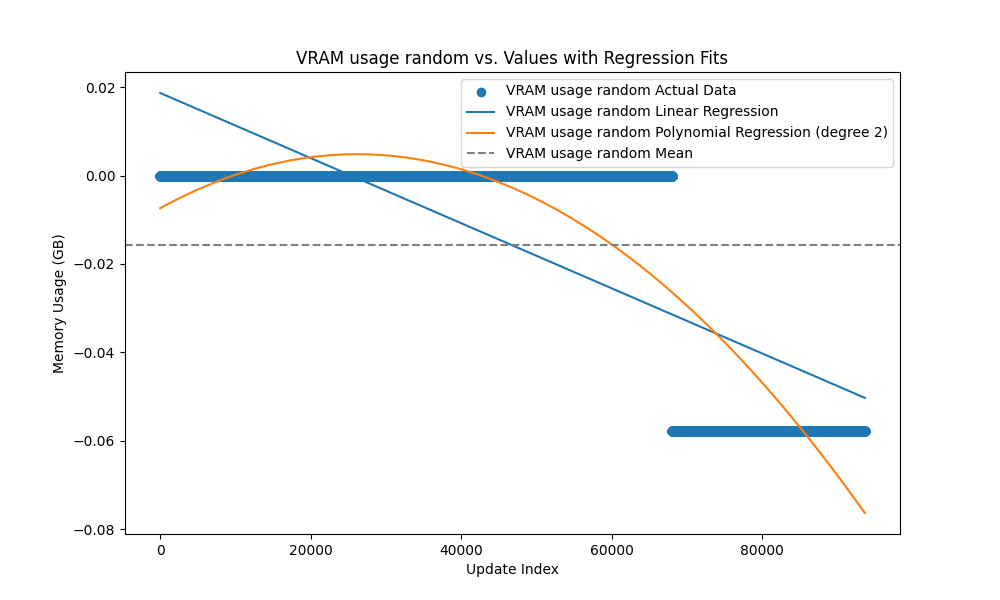 VRAM usage random vs. Values with Regression Fits
VRAM usage random Actual Data
VRAM usage random Linear Regression
VRAM usage random Polynomial Regression (degree 2)
VRAM usage random Mean
Memory Usage (GB)
0.02
0.00
−0.02
−0.04
−0.06
−0.08
0
20000
40000
60000
80000
Update Index